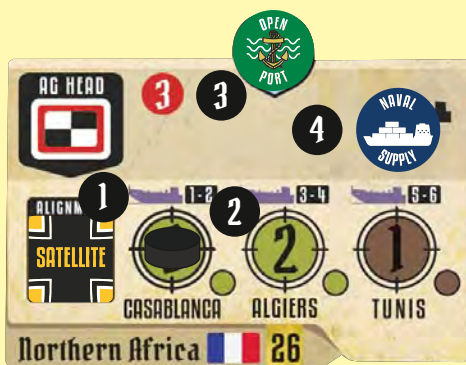 OPEN
PORT
AG HEAD
3
3
4
NAVAL
SUPPLY
1
2
1-2
3-4
5-6
SATELLITE
2
1
CASABLANCA
ALGIERS
TUNIS
Northern Africa
26